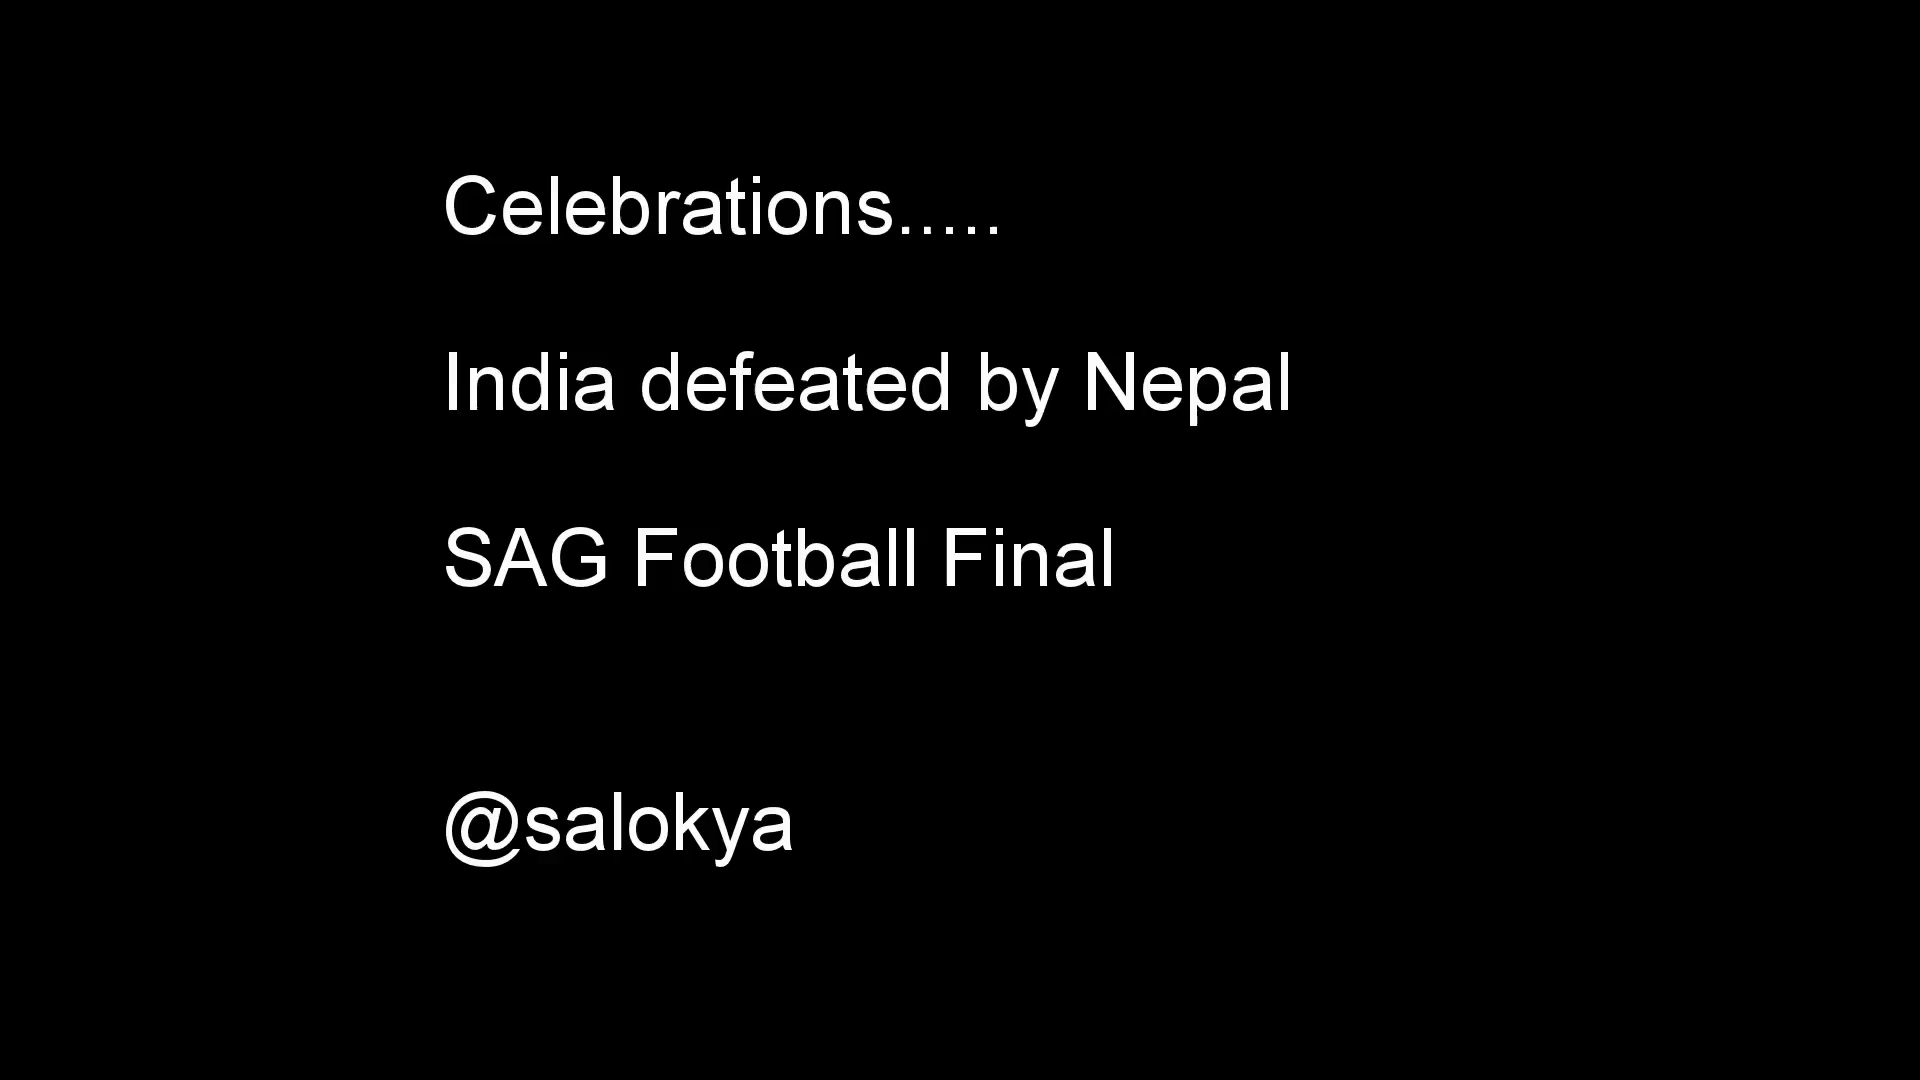 Celebrations.....
India defeated by Nepal
SAG Football Final
@salokya